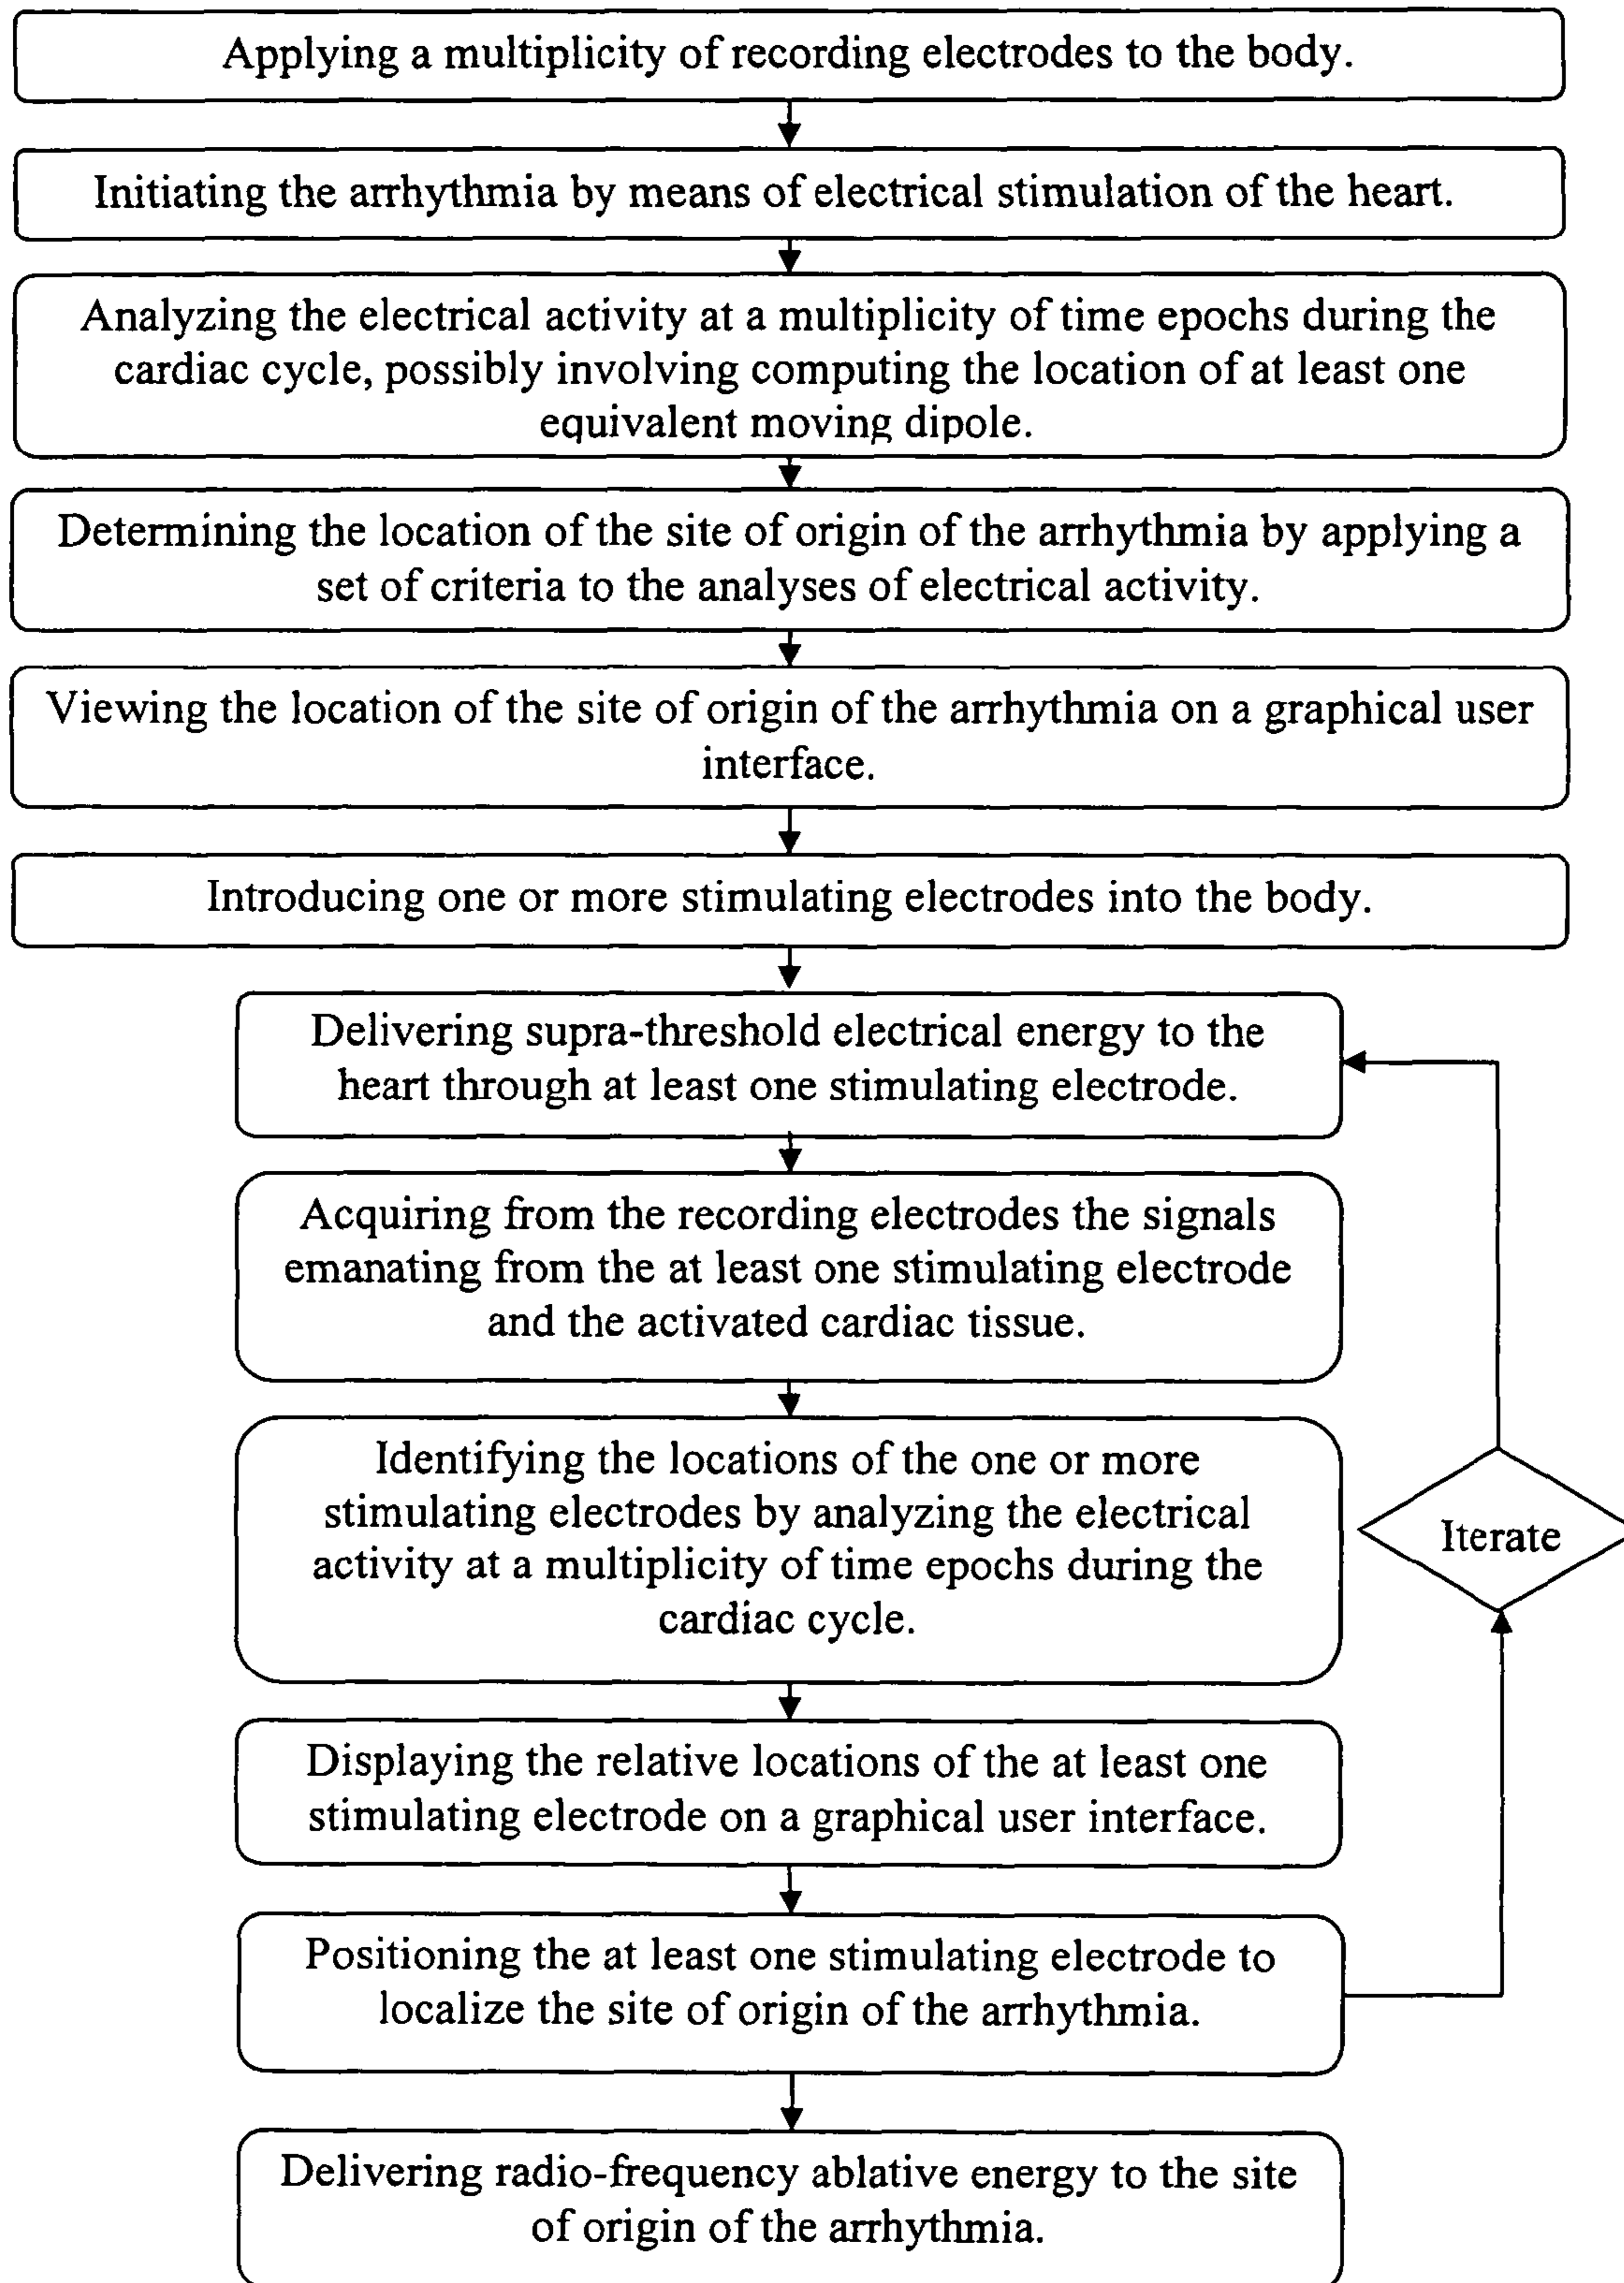 Applying a multiplicity of recording electrodes to the body.
Initiating the arrhythmia by means of electrical stimulation of the heart.
Analyzing the electrical activity at a multiplicity of time epochs during the
cardiac cycle, possibly involving computing the location of at least one
equivalent moving dipole.
Determining the location of the site of origin of the arrhythmia by applying a
set of criteria to the analyses of electrical activity.
Viewing the location of the site of origin of the arrhythmia on a graphical user
interface.
Introducing one or more stimulating electrodes into the body.
Delivering supra-threshold electrical energy to the
heart through at least one stimulating electrode.
Acquiring from the recording electrodes the signals
emanating from the at least one stimulating electrode
and the activated cardiac tissue.
Identifying the locations of the one or more
stimulating electrodes by analyzing the electrical
activity at a multiplicity of time epochs during the
cardiac cycle.
Iterate
Displaying the relative locations of the at least one
stimulating electrode on a graphical user interface.
Positioning the at least one stimulating electrode to
localize the site of origin of the arrhythmia.
Delivering radio-frequency ablative energy to the site
of origin of the arrhythmia.